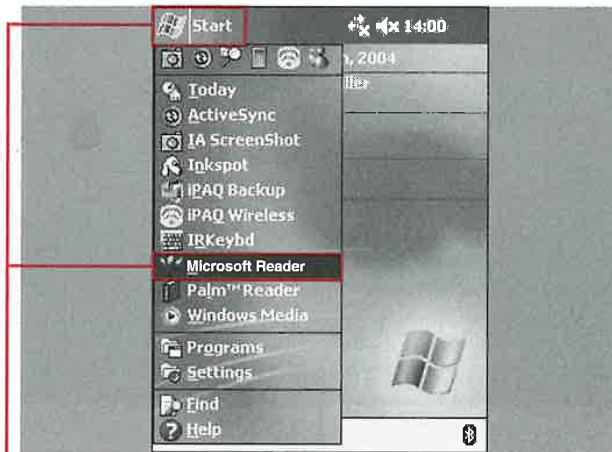 Start
14:00
, 2004
Today
ActiveSync
IA ScreenShot
Inkspot
iPAQ Backup
iPAQ Wireless
IRKeybd
Microsoft Reader
Palm™ Reader
Windows Media
Programs
Settings
Find
Help